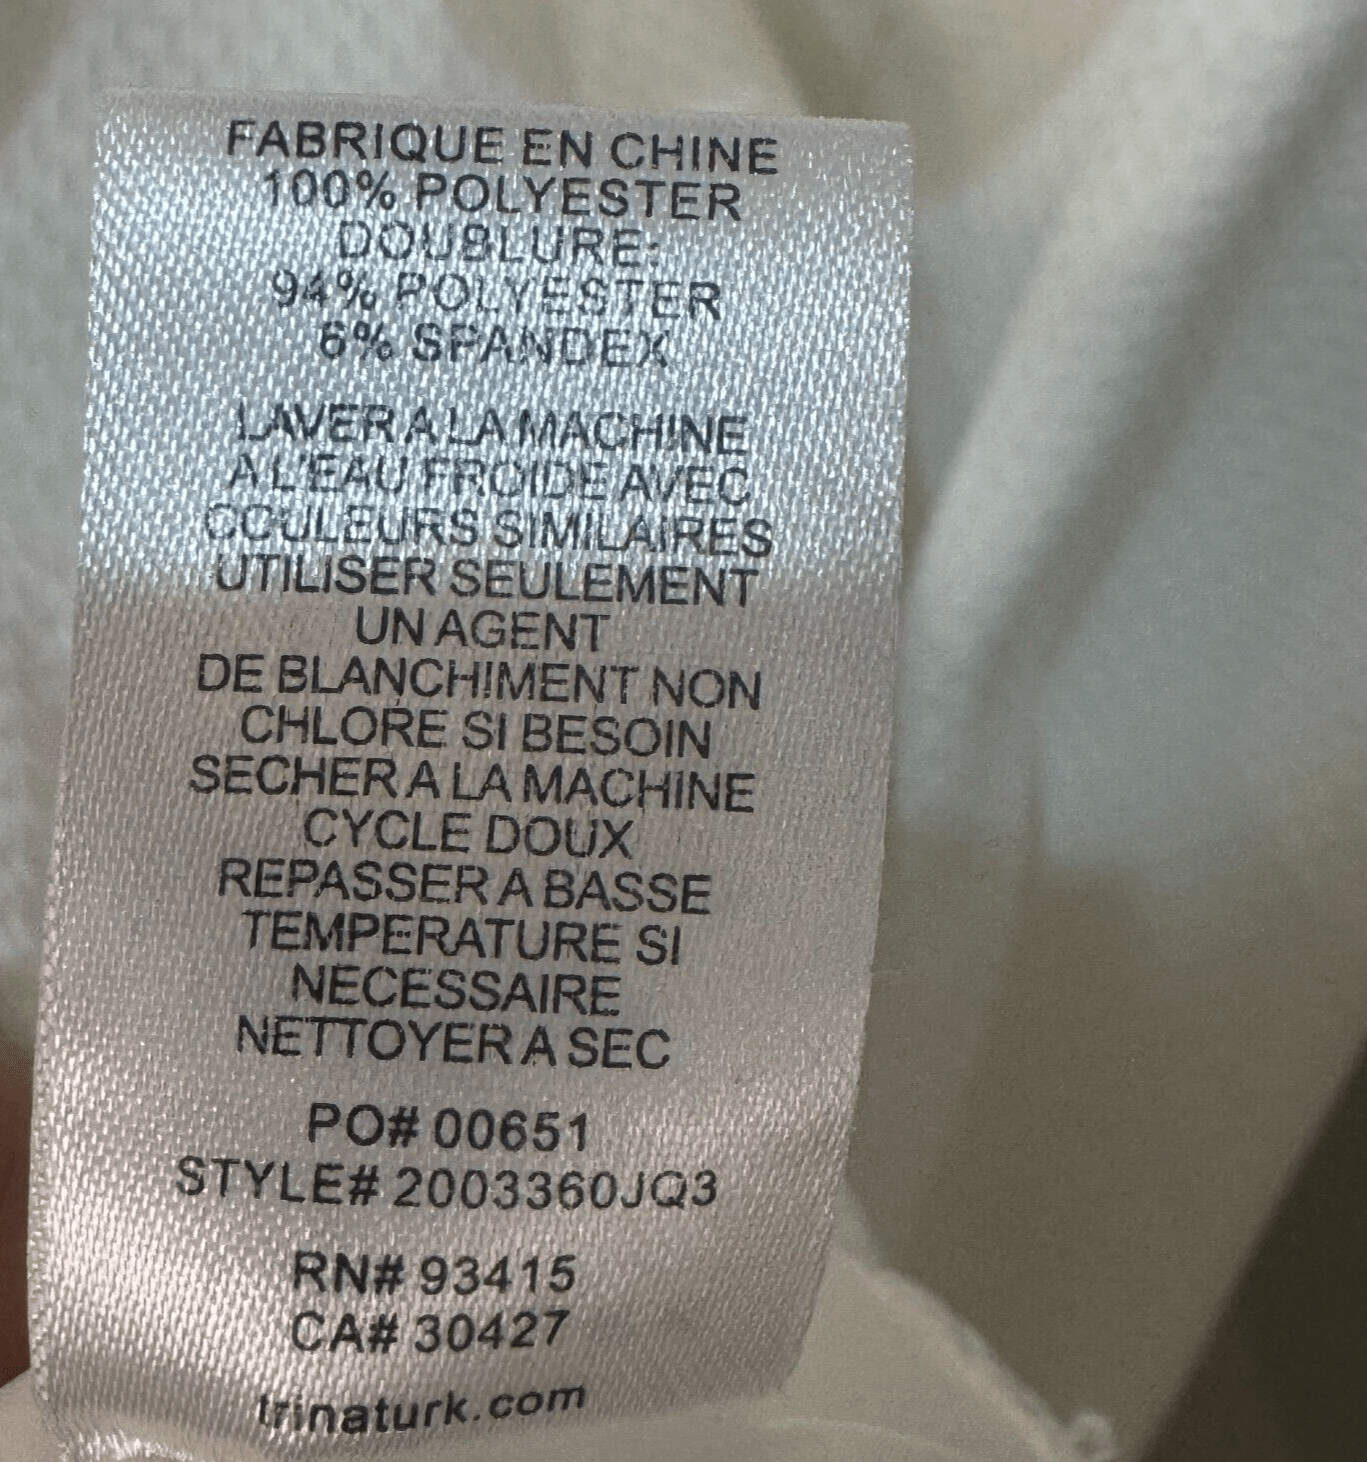 FABRIQUE EN CHINE
100% POLYESTER
DOUBLURE:
94% POLYESTER
6% SPANDEX
LAVER A LA MACHINE
A L'EAU FROIDE AVEC
COULEURS SIMILAIRES
UTILISER SEULEMENT
UN AGENT
DE BLANCHIMENT NON
CHLORE SI BESOIN
SECHER A LA MACHINE
CYCLE DOUX
REPASSER A BASSE
TEMPERATURE SI
NECESSAIRE
NETTOYER A SEC
PO# 00651
STYLE# 2003360JQ3
RN# 93415
CA# 30427
trinaturk.com